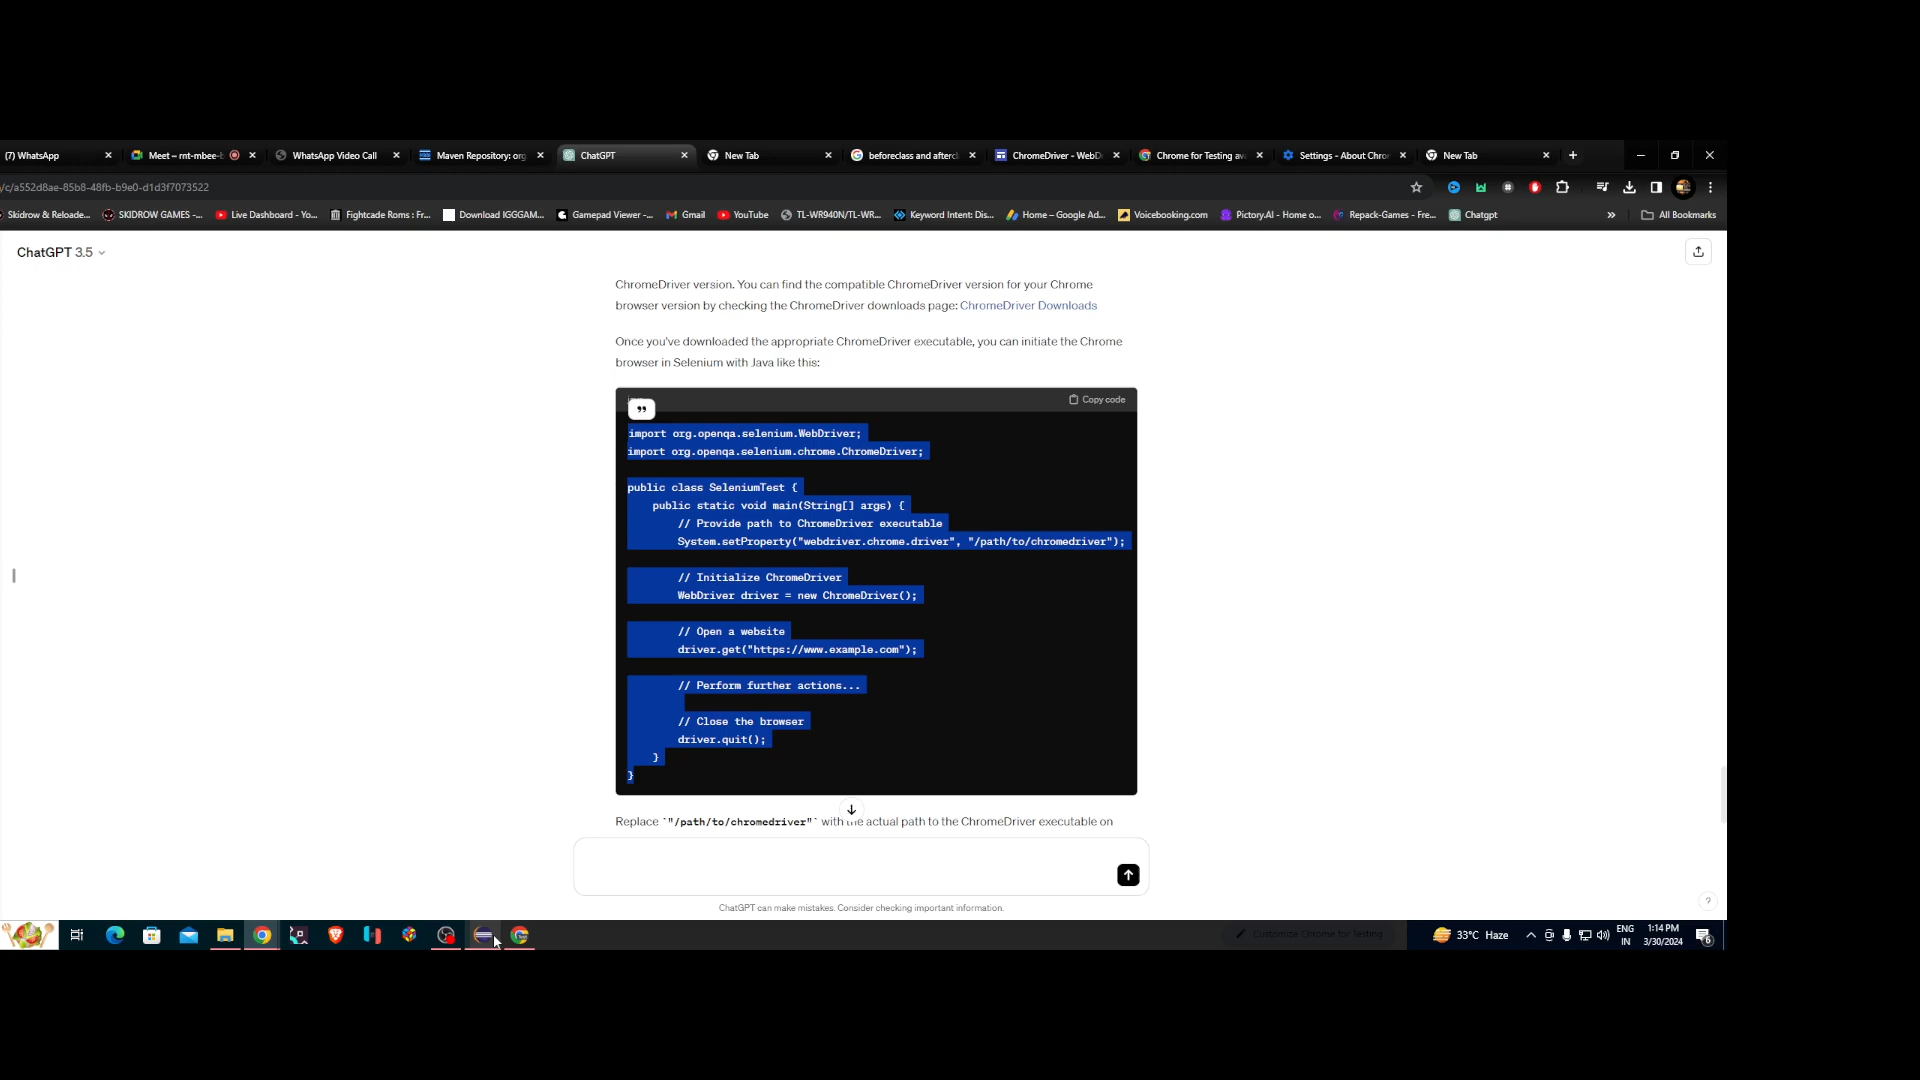 (7) WhatsApp
Meet – rnt-mbee-
WhatsApp Video Call
Maven Repository: org
ChatGPT
New Tab
beforeclass and aftercl
ChromeDriver - WebD
Chrome for Testing av
Settings - About Chro
New Tab
/c/a552d8ae-85b8-48fb-b9e0-d1d3f7073522
Skidrow & Reloade...
SKIDROW GAMES -...
Live Dashboard - Yo...
Fightcade Roms : Fr...
Download IGGGAM...
Gamepad Viewer -...
Gmail
YouTube
TL-WR940N/TL-WR...
Keyword Intent: Dis...
Home – Google Ad...
Voicebooking.com
Pictory.AI - Home o...
Repack-Games - Fre...
Chatgpt
»
All Bookmarks
ChatGPT 3.5
ChromeDriver version. You can find the compatible ChromeDriver version for your Chrome
browser version by checking the ChromeDriver downloads page: ChromeDriver Downloads
Once you've downloaded the appropriate ChromeDriver executable, you can initiate the Chrome
browser in Selenium with Java like this:
Copy code
import org.openqa.selenium.WebDriver;
import org.openqa.selenium.chrome.ChromeDriver;
public class SeleniumTest {
public static void main(String[] args) {
// Provide path to ChromeDriver executable
System.setProperty("webdriver.chrome.driver", "/path/to/chromedriver");
// Initialize ChromeDriver
WebDriver driver = new ChromeDriver();
// Open a website
driver.get("https://www.example.com");
// Perform further actions...
// Close the browser
driver.quit();
}
}
Replace `"/path/to/chromedriver"` with the actual path to the ChromeDriver executable on
ChatGPT can make mistakes. Consider checking important information.
?
Customize Chrome for Testing
33°C Haze
ENG
IN
1:14 PM
3/30/2024
6